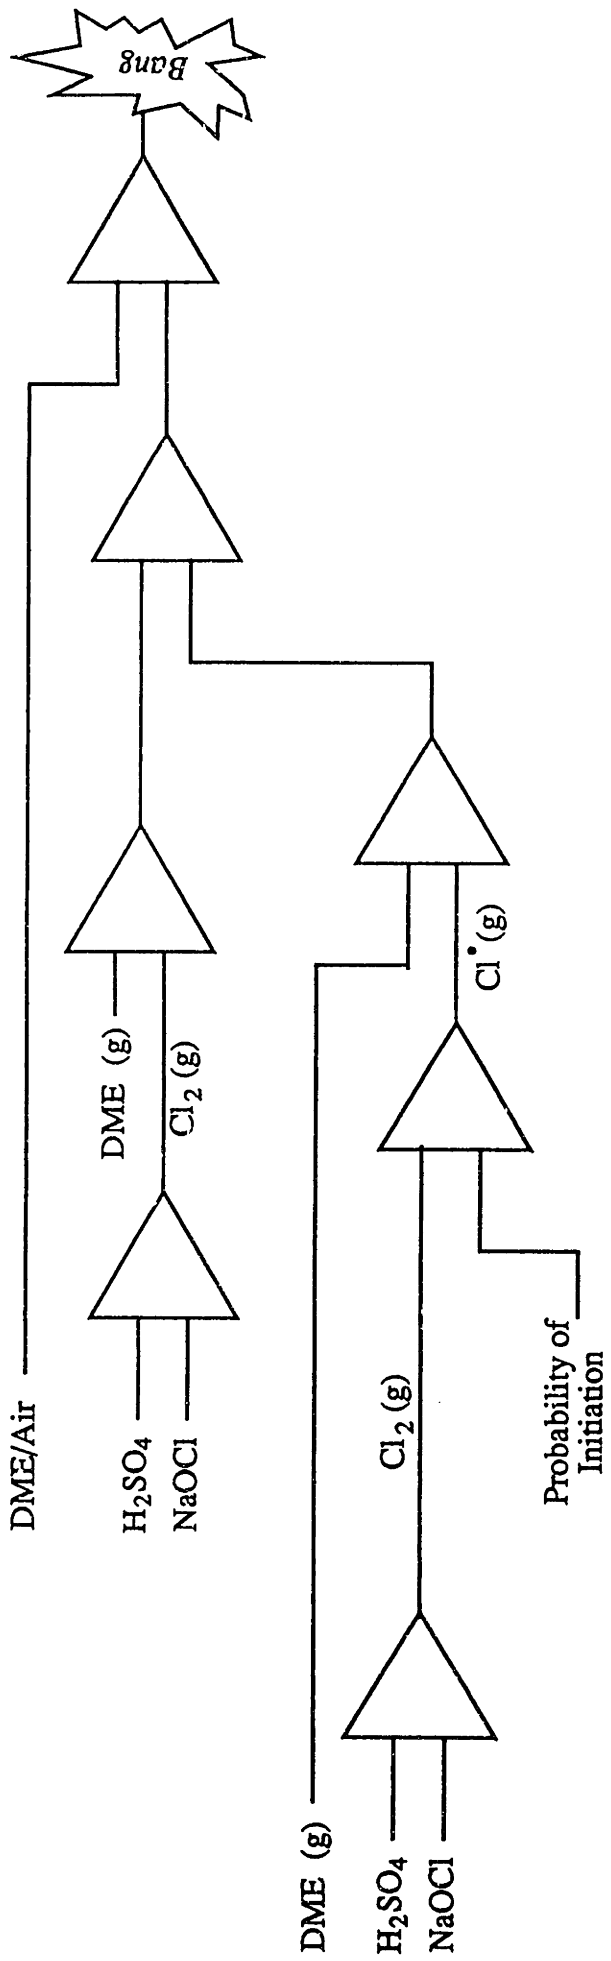 DME/Air
H₂SO₄
NaOCl
DME (g)
Cl₂ (g)
Bang
DME (g)
H₂SO₄
NaOCl
Cl₂ (g)
Probability of
Initiation
Cl• (g)